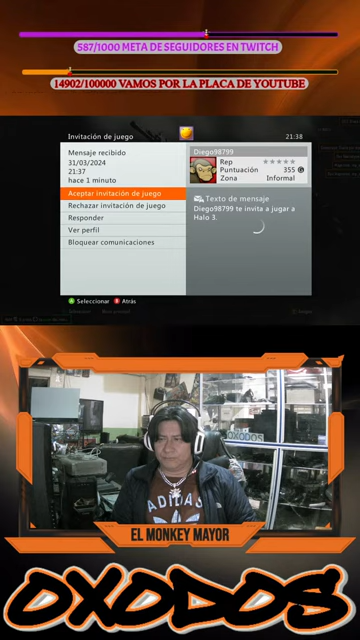 587/1000 META DE SEGUIDORES EN TWITCH
14902/100000 VAMOS POR LA PLACA DE YOUTUBE
Invitación de juego
21:38
Mensaje recibido
31/03/2024
21:37
hace 1 minuto
Aceptar invitación de juego
Rechazar invitación de juego
Responder
Ver perfil
Bloquear comunicaciones
Diego98799
Rep
Puntuación 355 G
Zona Informal
Texto de mensaje
Diego98799 te invita a jugar a
Halo 3.
A Seleccionar B Atrás
ADIDAS
EL MONKEY MAYOR
OXODOS